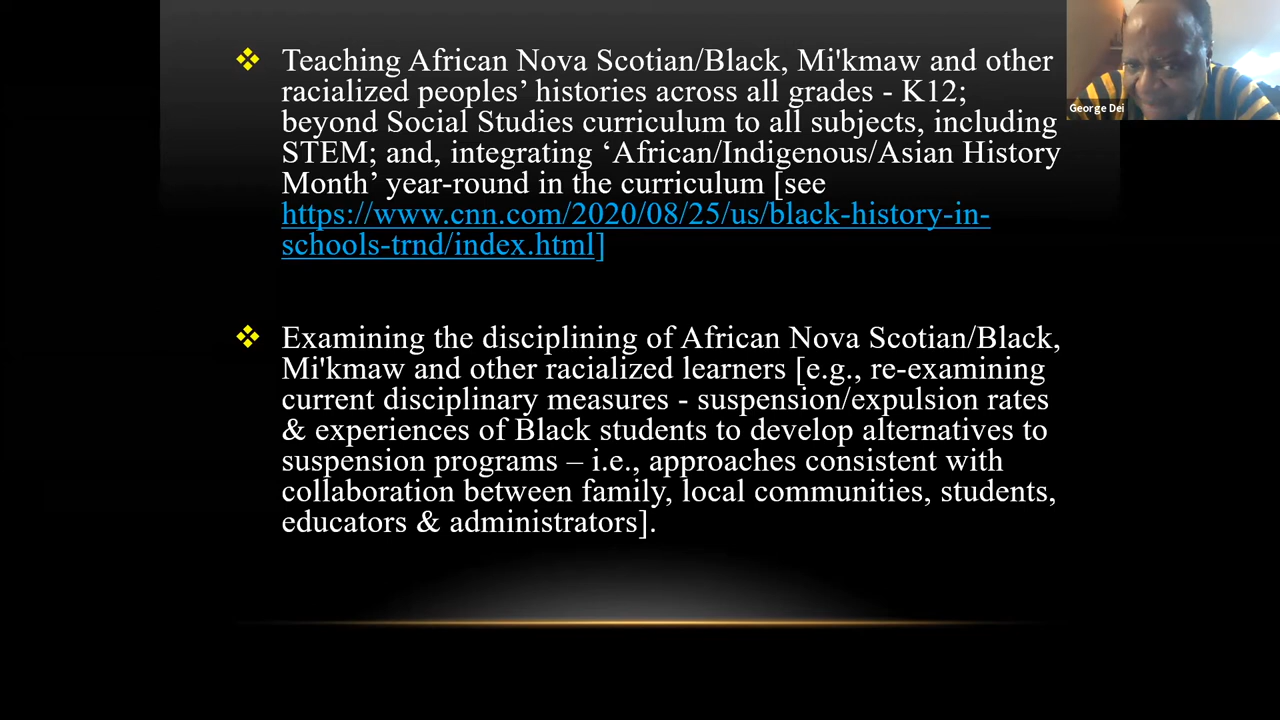 Teaching African Nova Scotian/Black, Mi'kmaw and other
racialized peoples’ histories across all grades - K12;
beyond Social Studies curriculum to all subjects, including
STEM; and, integrating ‘African/Indigenous/Asian History
Month’ year-round in the curriculum [see
https://www.cnn.com/2020/08/25/us/black-history-in-
schools-trnd/index.html]
Examining the disciplining of African Nova Scotian/Black,
Mi'kmaw and other racialized learners [e.g., re-examining
current disciplinary measures - suspension/expulsion rates
& experiences of Black students to develop alternatives to
suspension programs – i.e., approaches consistent with
collaboration between family, local communities, students,
educators & administrators].
George Dei